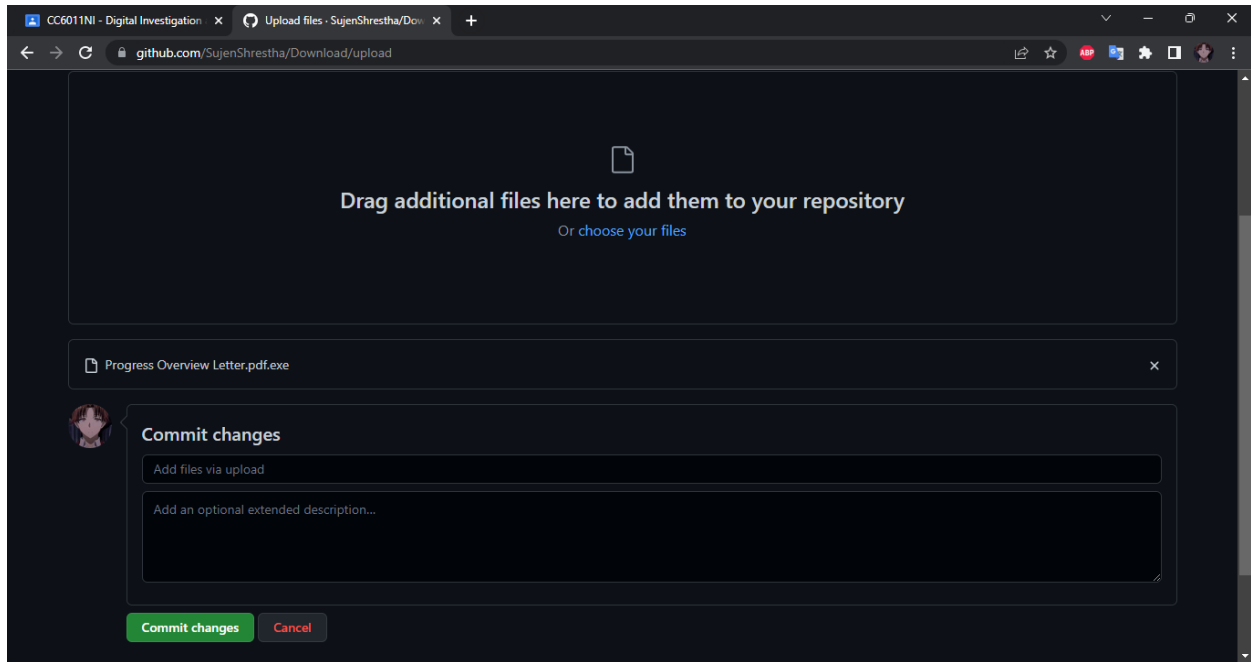 CC6011NI - Digital Investigation
Upload files · SujenShrestha/Dow
github.com/SujenShrestha/Download/upload
ABP
Drag additional files here to add them to your repository
Or choose your files
Progress Overview Letter.pdf.exe
Commit changes
Add files via upload
Add an optional extended description...
Commit changes
Cancel